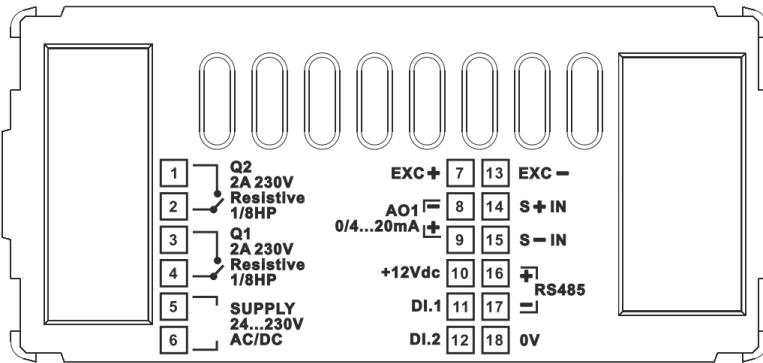 1
Q2
2A 230V
2
Resistive
1/8HP
3
Q1
2A 230V
4
Resistive
1/8HP
5
SUPPLY
24...230V
6
AC/DC
EXC + 7 13 EXC −
AO1 − 8 14 S + IN
0/4...20mA + 9 15 S − IN
+12Vdc 10 16 +
RS485
DI.1 11 17 −
DI.2 12 18 0V